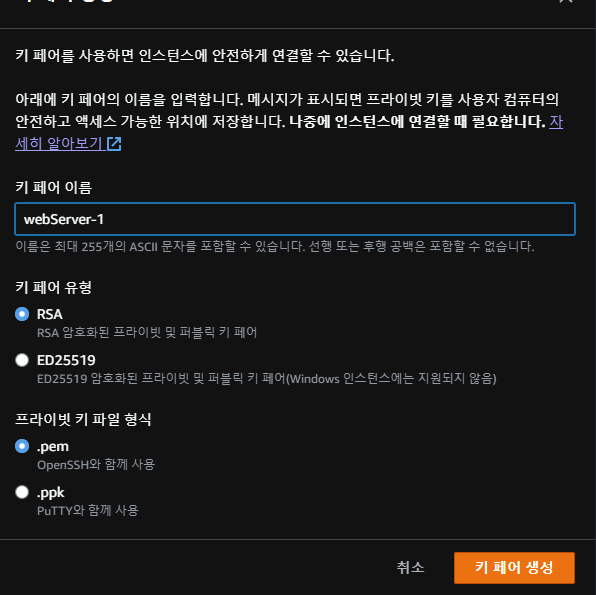 키 페어를 사용하면 인스턴스에 안전하게 연결할 수 있습니다.
아래에 키 페어의 이름을 입력합니다. 메시지가 표시되면 프라이빗 키를 사용자 컴퓨터의
안전하고 액세스 가능한 위치에 저장합니다. 나중에 인스턴스에 연결할 때 필요합니다. 자
세히 알아보기
키 페어 이름
webServer-1
이름은 최대 255개의 ASCII 문자를 포함할 수 있습니다. 선행 또는 후행 공백은 포함할 수 없습니다.
키 페어 유형
RSA
RSA 암호화된 프라이빗 및 퍼블릭 키 페어
ED25519
ED25519 암호화된 프라이빗 및 퍼블릭 키 페어(Windows 인스턴스에는 지원되지 않음)
프라이빗 키 파일 형식
.pem
OpenSSH와 함께 사용
.ppk
PuTTY와 함께 사용
취소
키 페어 생성